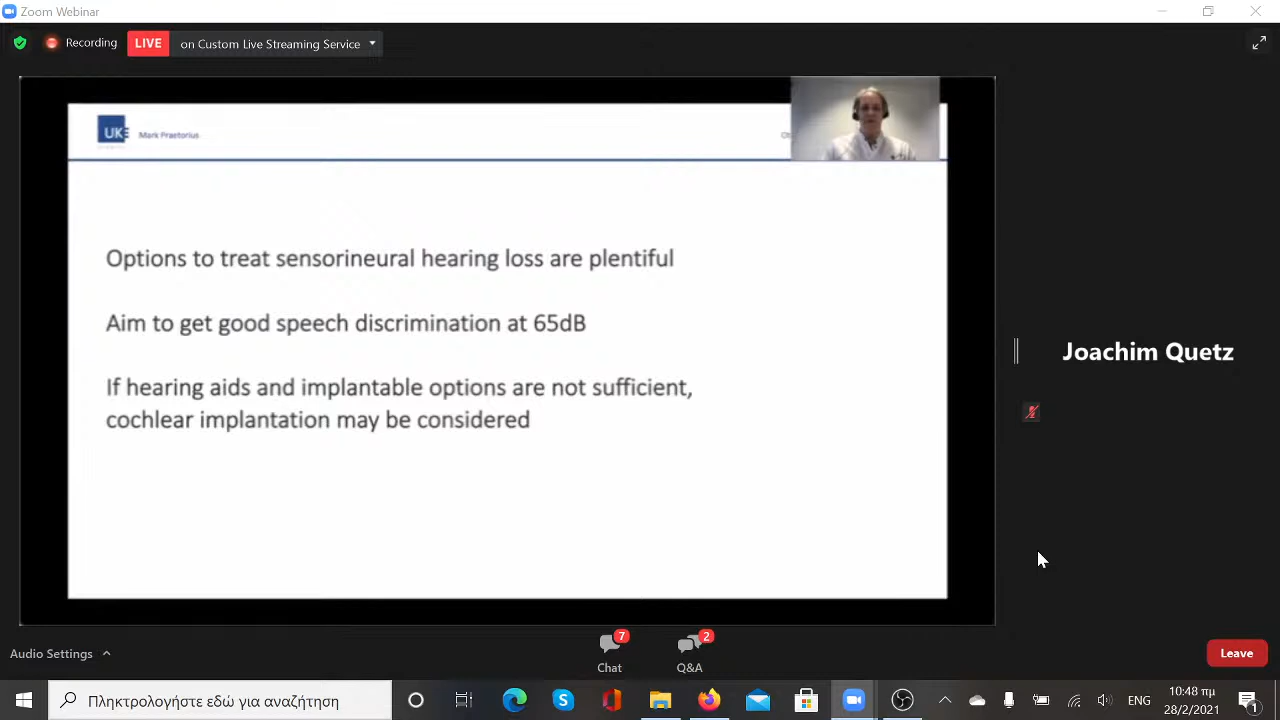 Zoom Webinar
Recording
LIVE
on Custom Live Streaming Service
UKE
Mark Praetorius
Options to treat sensorineural hearing loss are plentiful
Aim to get good speech discrimination at 65dB
If hearing aids and implantable options are not sufficient,
cochlear implantation may be considered
Joachim Quetz
Audio Settings
7
Chat
2
Q&A
Leave
Πληκτρολογήστε εδώ για αναζήτηση
ENG
10:48 πμ
28/2/2021
1